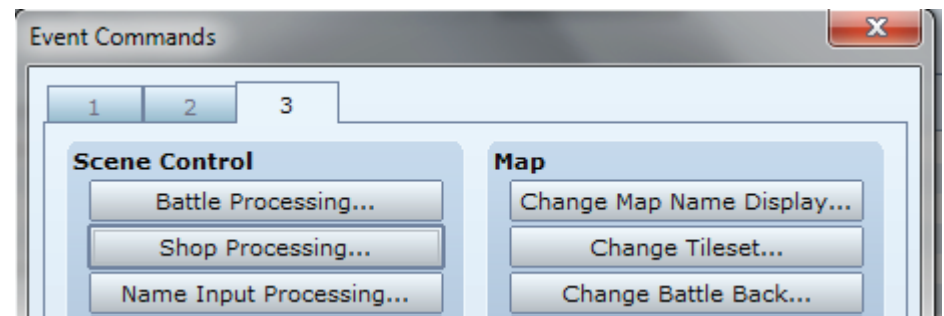 Event Commands
x
1 2 3
Scene Control
Battle Processing...
Shop Processing...
Name Input Processing...
Map
Change Map Name Display...
Change Tileset...
Change Battle Back...